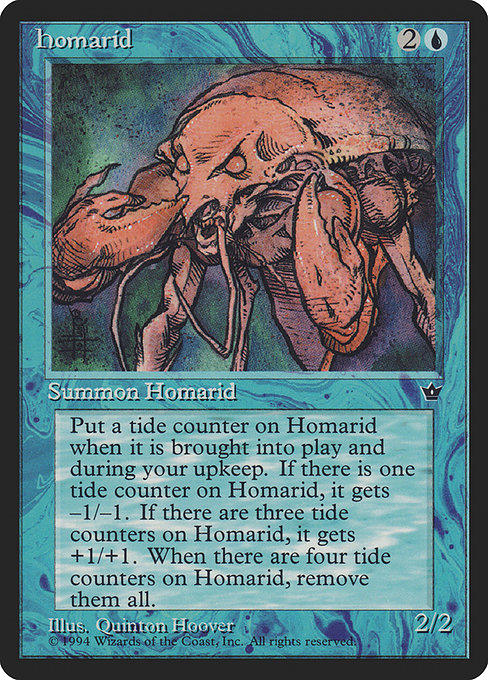 Homarid 2
Summon Homarid
Put a tide counter on Homarid
when it is brought into play and
during your upkeep. If there is one
tide counter on Homarid, it gets
–1/–1. If there are three tide
counters on Homarid, it gets
+1/+1. When there are four tide
counters on Homarid, remove
them all.
Illus. Quinton Hoover 2/2
© 1994 Wizards of the Coast, Inc. All rights reserved.